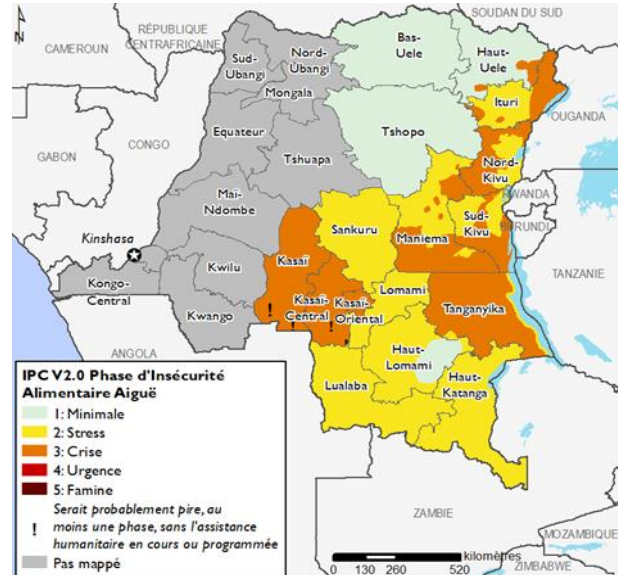 N
SOUDAN DU SUD
RÉPUBLIQUE
CENTRAFRICAINE
CAMEROUN
Bas-
Uele
Haut-
Uele
Nord-
Ubangi
Sud-
Ubangi
Mongala
Ituri
OUGANDA
CONGO
Equateur
Tshopo
GABON
Tshuapa
Nord-
Kivu
RWANDA
Maï-
Ndombe
Sud-
Kivu
BURUNDI
Sankuru
Maniema
Kinshasa
Kasaï
TANZANIE
Kwilu
Kongo-
Central
Lomami
Kasaï-
Central
Kasaï-
Oriental
Tanganyika
Kwango
!
!
!
ANGOLA
Haut-
Lomami
Lualaba
Haut-
Katanga
IPC V2.0 Phase d'Insécurité
Alimentaire Aiguë
1: Minimale
2: Stress
3: Crise
4: Urgence
5: Famine
Serait probablement pire, au
! moins une phase, sans l'assistance
humanitaire en cours ou programmée
Pas mappé
ZAMBIE
MOZAMBIQUE
ZIMBABWE
kilomètres
0 130 260 520